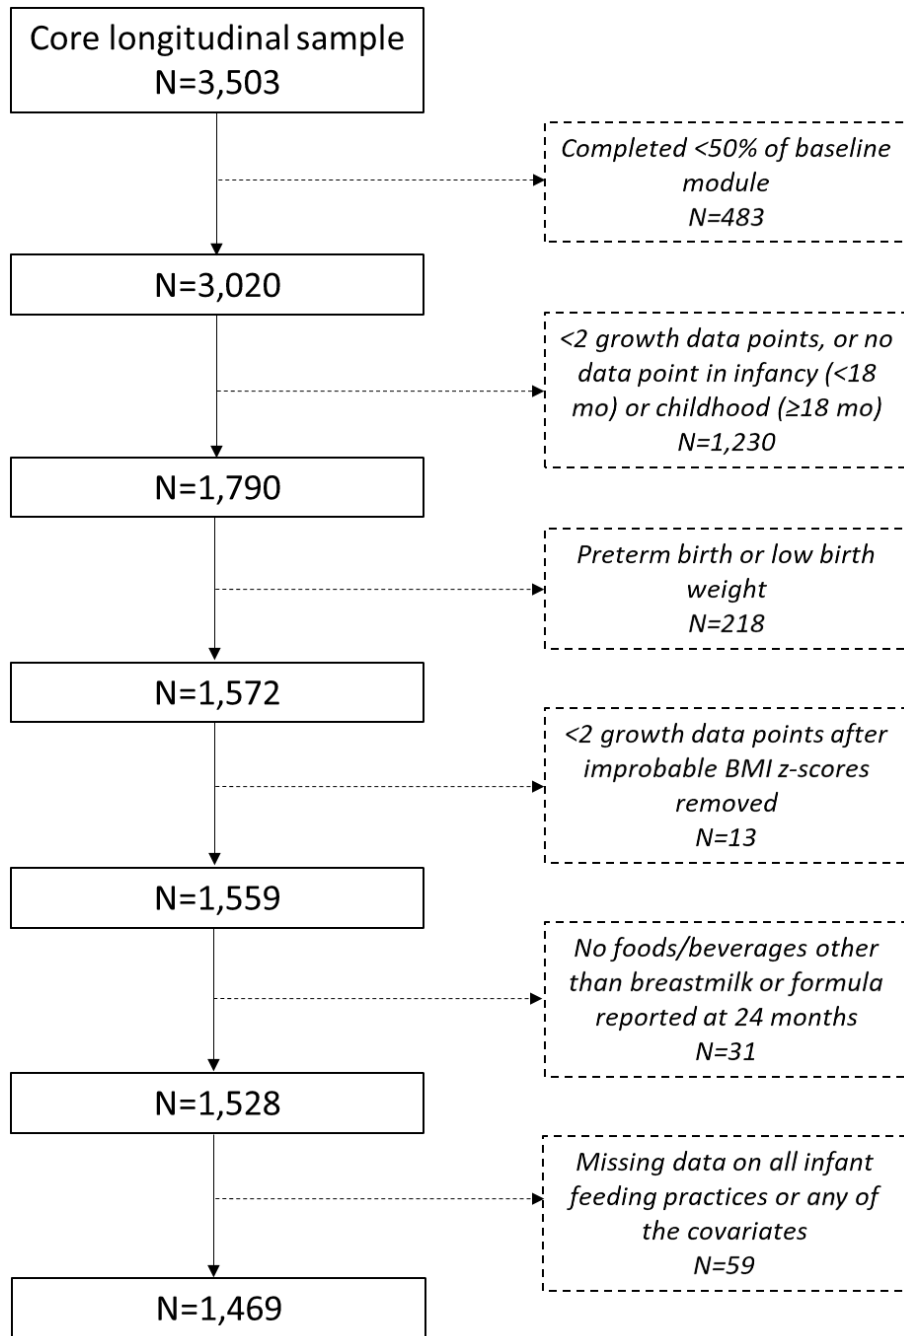 Core longitudinal sample
N=3,503
Completed <50% of baseline
module
N=483
N=3,020
<2 growth data points, or no
data point in infancy (<18
mo) or childhood (≥18 mo)
N=1,230
N=1,790
Preterm birth or low birth
weight
N=218
N=1,572
<2 growth data points after
improbable BMI z-scores
removed
N=13
N=1,559
No foods/beverages other
than breastmilk or formula
reported at 24 months
N=31
N=1,528
Missing data on all infant
feeding practices or any of
the covariates
N=59
N=1,469